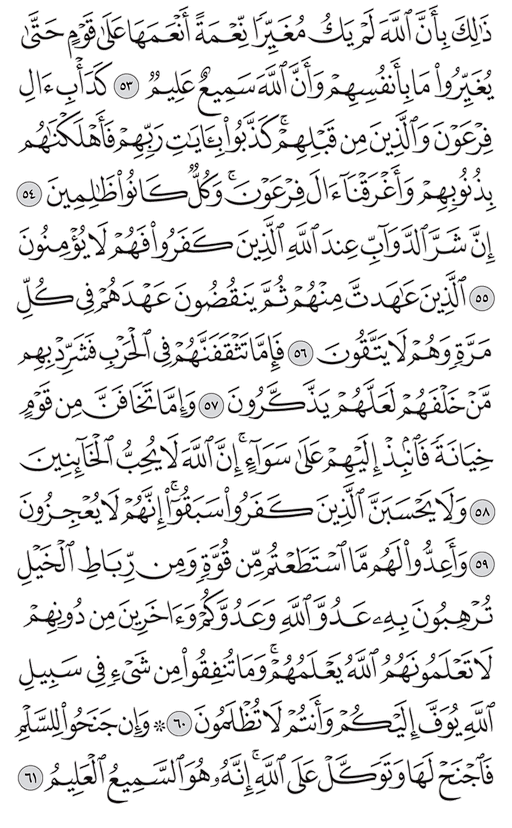 ذَٰلِكَ بِأَنَّ ٱللَّهَ لَمْ يَكُ مُغَيِّرًا نِّعْمَةً أَنْعَمَهَا عَلَىٰ قَوْمٍ حَتَّىٰ
يُغَيِّرُوا۟ مَا بِأَنفُسِهِمْ وَأَنَّ ٱللَّهَ سَمِيعٌ عَلِيمٌ ٥٣ كَدَأْبِ ءَالِ
فِرْعَوْنَ وَٱلَّذِينَ مِن قَبْلِهِمْ ۚ كَذَّبُوا۟ بِـَٔايَـٰتِ رَبِّهِمْ فَأَهْلَكْنَـٰهُم
بِذُنُوبِهِمْ وَأَغْرَقْنَآ ءَالَ فِرْعَوْنَ ۚ وَكُلٌّ كَانُوا۟ ظَـٰلِمِينَ ٥٤
إِنَّ شَرَّ ٱلدَّوَآبِّ عِندَ ٱللَّهِ ٱلَّذِينَ كَفَرُوا۟ فَهُمْ لَا يُؤْمِنُونَ
٥٥ ٱلَّذِينَ عَـٰهَدتَّ مِنْهُمْ ثُمَّ يَنقُضُونَ عَهْدَهُمْ فِى كُلِّ
مَرَّةٍ وَهُمْ لَا يَتَّقُونَ ٥٦ فَإِمَّا تَثْقَفَنَّهُمْ فِى ٱلْحَرْبِ فَشَرِّدْ بِهِم
مَّنْ خَلْفَهُمْ لَعَلَّهُمْ يَذَّكَّرُونَ ٥٧ وَإِمَّا تَخَافَنَّ مِن قَوْمٍ
خِيَانَةً فَٱنۢبِذْ إِلَيْهِمْ عَلَىٰ سَوَآءٍ ۚ إِنَّ ٱللَّهَ لَا يُحِبُّ ٱلْخَآئِنِينَ
٥٨ وَلَا يَحْسَبَنَّ ٱلَّذِينَ كَفَرُوا۟ سَبَقُوٓا۟ ۚ إِنَّهُمْ لَا يُعْجِزُونَ
٥٩ وَأَعِدُّوا۟ لَهُم مَّا ٱسْتَطَعْتُم مِّن قُوَّةٍ وَمِن رِّبَاطِ ٱلْخَيْلِ
تُرْهِبُونَ بِهِۦ عَدُوَّ ٱللَّهِ وَعَدُوَّكُمْ وَءَاخَرِينَ مِن دُونِهِمْ
لَا تَعْلَمُونَهُمُ ٱللَّهُ يَعْلَمُهُمْ ۚ وَمَا تُنفِقُوا۟ مِن شَىْءٍ فِى سَبِيلِ
ٱللَّهِ يُوَفَّ إِلَيْكُمْ وَأَنتُمْ لَا تُظْلَمُونَ ٦٠ ۞ وَإِن جَنَحُوا۟ لِلسَّلْمِ
فَٱجْنَحْ لَهَا وَتَوَكَّلْ عَلَى ٱللَّهِ ۚ إِنَّهُۥ هُوَ ٱلسَّمِيعُ ٱلْعَلِيمُ ٦١